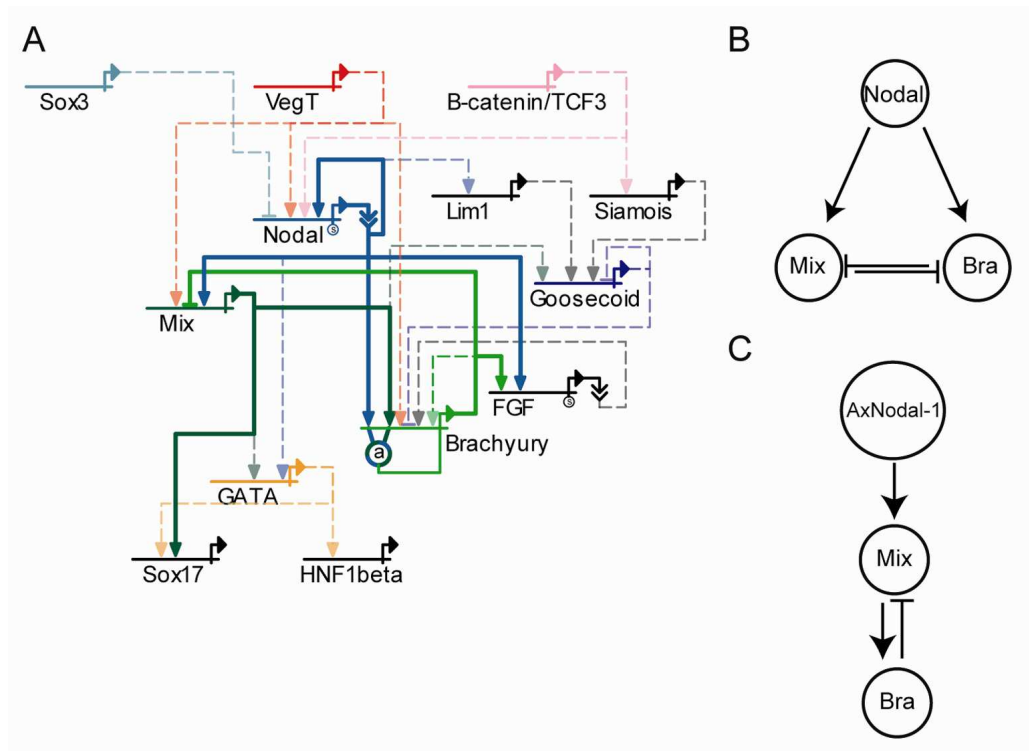 A
B
Sox3
VegT
B-catenin/TCF3
Nodal
Lim1
Siamois
Nodal
s
Mix
Bra
Goosecoid
Mix
C
FGF
s
AxNodal-1
Brachyury
a
GATA
Mix
Sox17
HNF1beta
Bra